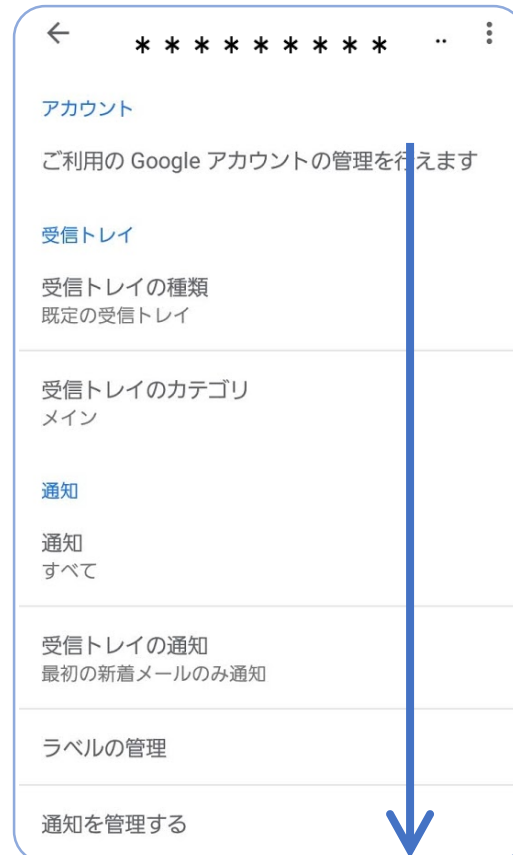 * * * * * * * * * ..
アカウント
ご利用の Google アカウントの管理を行えます
受信トレイ
受信トレイの種類
既定の受信トレイ
受信トレイのカテゴリ
メイン
通知
通知
すべて
受信トレイの通知
最初の新着メールのみ通知
ラベルの管理
通知を管理する